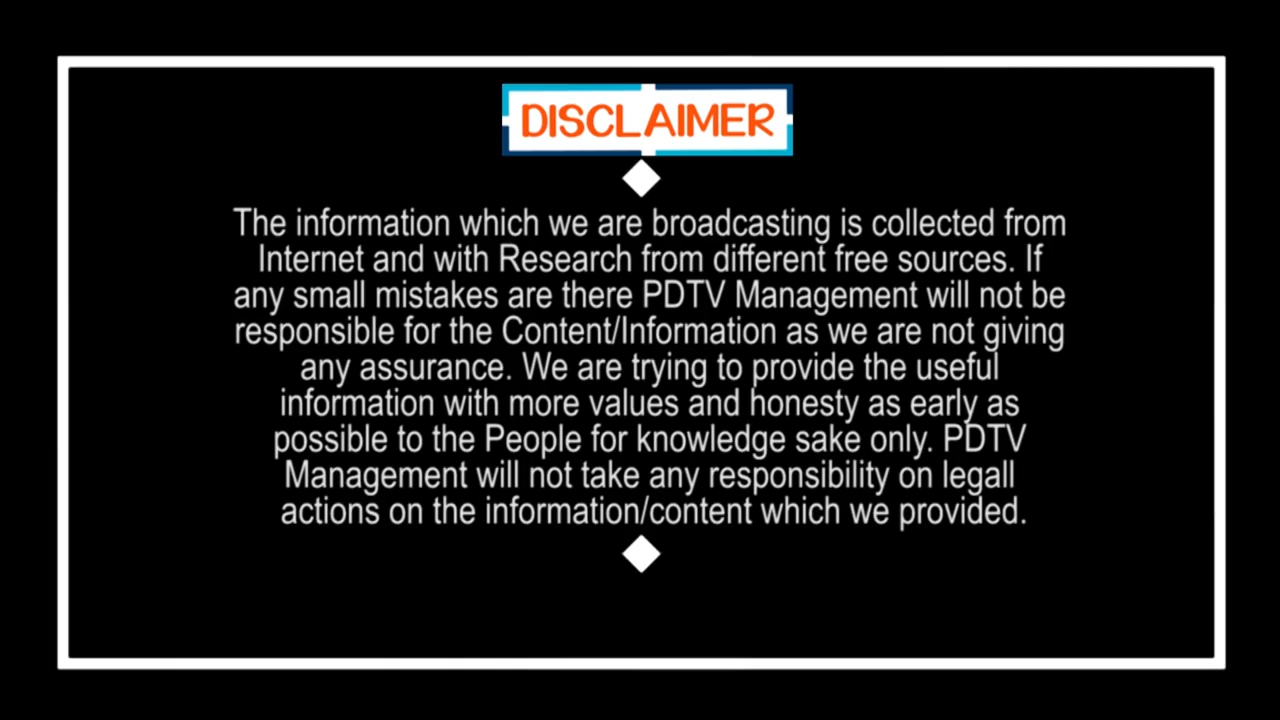 DISCLAIMER
The information which we are broadcasting is collected from
Internet and with Research from different free sources. If
any small mistakes are there PDTV Management will not be
responsible for the Content/Information as we are not giving
any assurance. We are trying to provide the useful
information with more values and honesty as early as
possible to the People for knowledge sake only. PDTV
Management will not take any responsibility on legall
actions on the information/content which we provided.